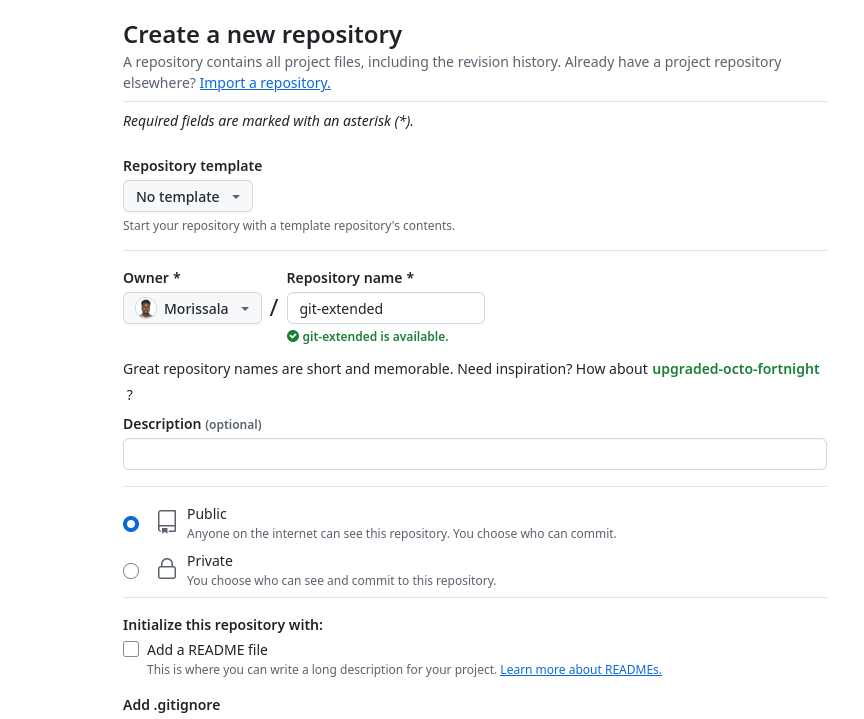 Create a new repository
A repository contains all project files, including the revision history. Already have a project repository
elsewhere? Import a repository.
Required fields are marked with an asterisk (*).
Repository template
No template
Start your repository with a template repository's contents.
Owner * Repository name *
Morissala / git-extended
git-extended is available.
Great repository names are short and memorable. Need inspiration? How about upgraded-octo-fortnight
?
Description (optional)
Public
Anyone on the internet can see this repository. You choose who can commit.
Private
You choose who can see and commit to this repository.
Initialize this repository with:
Add a README file
This is where you can write a long description for your project. Learn more about READMEs.
Add .gitignore